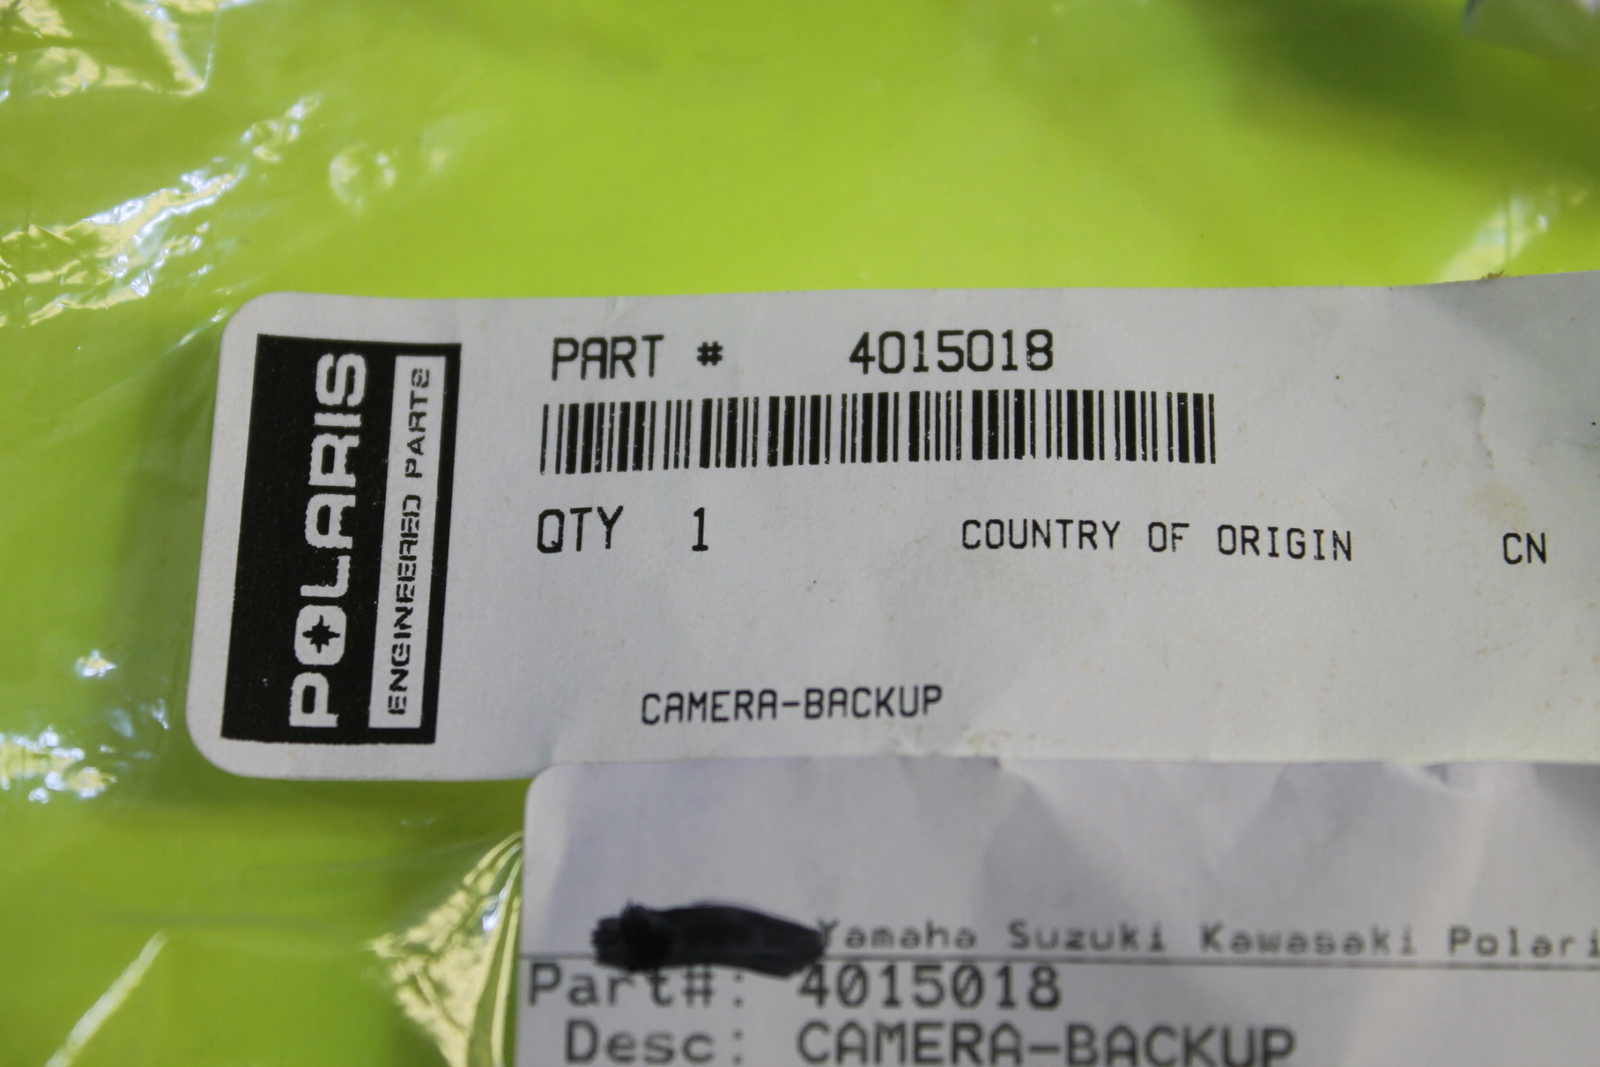 POLARIS
ENGINEERED PARTS
PART # 4015018
QTY 1 COUNTRY OF ORIGIN CN
CAMERA-BACKUP
Yamaha Suzuki Kawasaki Polari
Part#: 4015018
Desc: CAMERA-BACKUP